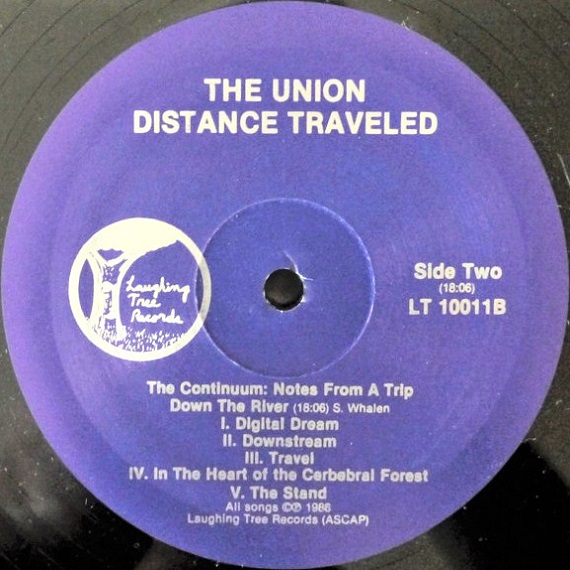 THE UNION
DISTANCE TRAVELED
Laughing
Tree
Records
Side Two
(18:06)
LT 10011B
The Continuum: Notes From A Trip
Down The River (18:06) S. Whalen
I. Digital Dream
II. Downstream
III. Travel
IV. In The Heart of the Cerbebral Forest
V. The Stand
All songs ©℗ 1986
Laughing Tree Records (ASCAP)